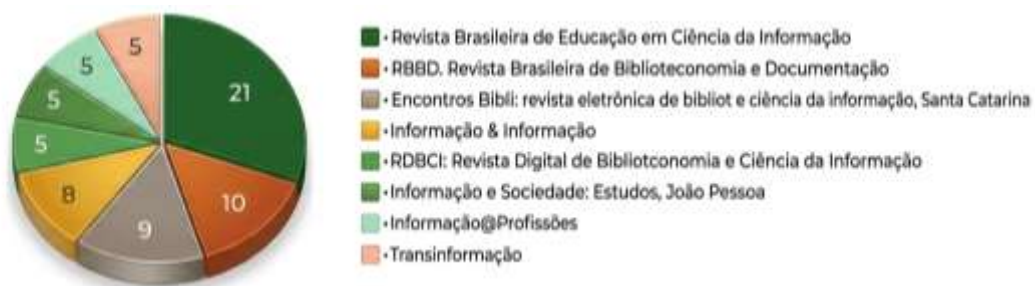 21
10
9
8
5
5
5
5
• Revista Brasileira de Educação em Ciência da Informação
• RBBD. Revista Brasileira de Biblioteconomia e Documentação
• Encontros Bibli: revista eletrônica de bibliot e ciência da informação, Santa Catarina
• Informação & Informação
• RDBCI: Revista Digital de Bibliotconomia e Ciência da Informação
• Informação e Sociedade: Estudos, João Pessoa
• Informação@Profissões
• Transinformação